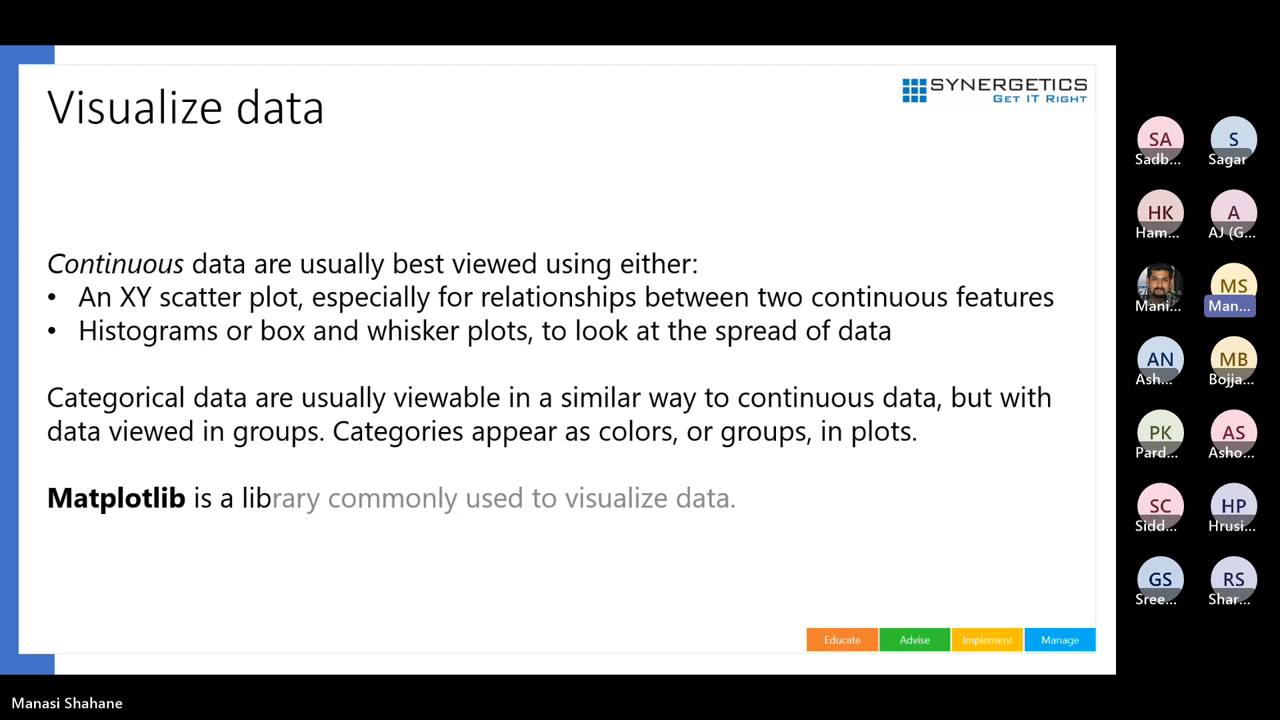 Visualize data
SYNERGETICS
GET IT RIGHT
Continuous data are usually best viewed using either:
• An XY scatter plot, especially for relationships between two continuous features
• Histograms or box and whisker plots, to look at the spread of data
Categorical data are usually viewable in a similar way to continuous data, but with
data viewed in groups. Categories appear as colors, or groups, in plots.
Matplotlib is a library commonly used to visualize data.
Educate Advise Implement Manage
SA S
Sadb... Sagar
HK A
Ham... AJ (G...
MS
Mani... Man...
AN MB
Ash... Bojja...
PK AS
Pard... Asho...
SC HP
Sidd... Hrusi...
GS RS
Sree... Shar...
Manasi Shahane